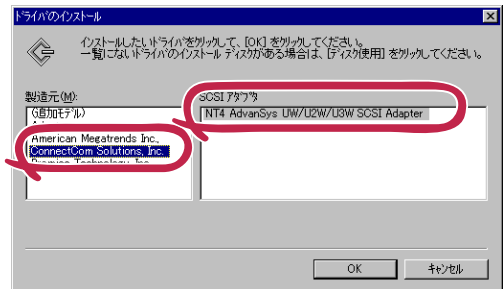 ドライバのインストール
インストールしたいドライバをクリックして、[OK] をクリックしてください。
一覧にないドライバのインストール ディスクがある場合は、[ディスク使用] をクリックしてください。
製造元(M):
SCSI アダプタ
(追加モデル)
NT4 AdvanSys UW/U2W/U3W SCSI Adapter
American Megatrends Inc.
ConnectCom Solutions, Inc.
OK
キャンセル